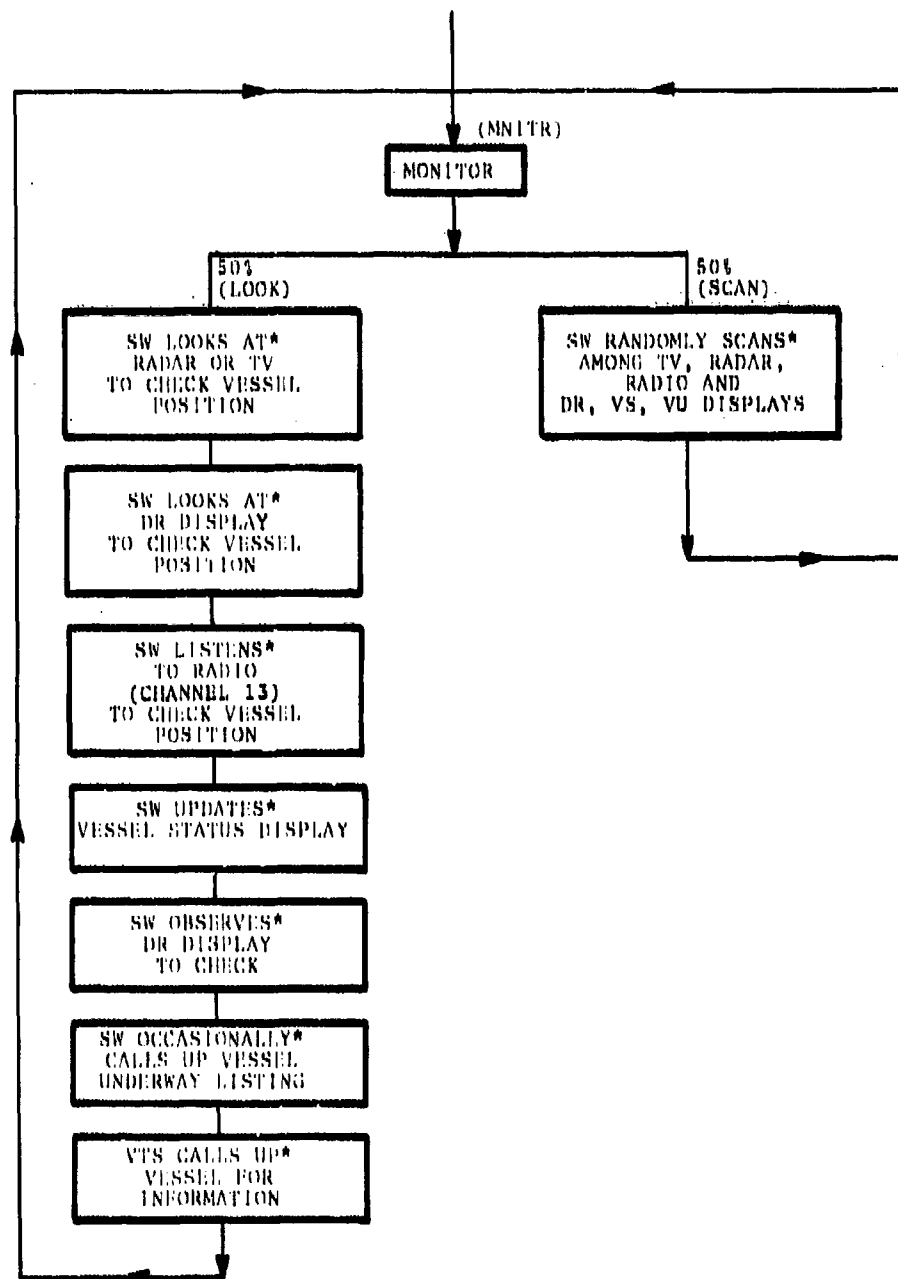 (MNITR)
MONITOR
50%
(LOOK)
SW LOOKS AT*
RADAR OR TV
TO CHECK VESSEL
POSITION
SW LOOKS AT*
DR DISPLAY
TO CHECK VESSEL
POSITION
SW LISTENS*
TO RADIO
(CHANNEL 13)
TO CHECK VESSEL
POSITION
SW UPDATES*
VESSEL STATUS DISPLAY
SW OBSERVES*
DR DISPLAY
TO CHECK
SW OCCASIONALLY*
CALLS UP VESSEL
UNDERWAY LISTING
VTS CALLS UP*
VESSEL FOR
INFORMATION
50%
(SCAN)
SW RANDOMLY SCANS*
AMONG TV, RADAR,
RADIO AND
DR, VS, VU DISPLAYS